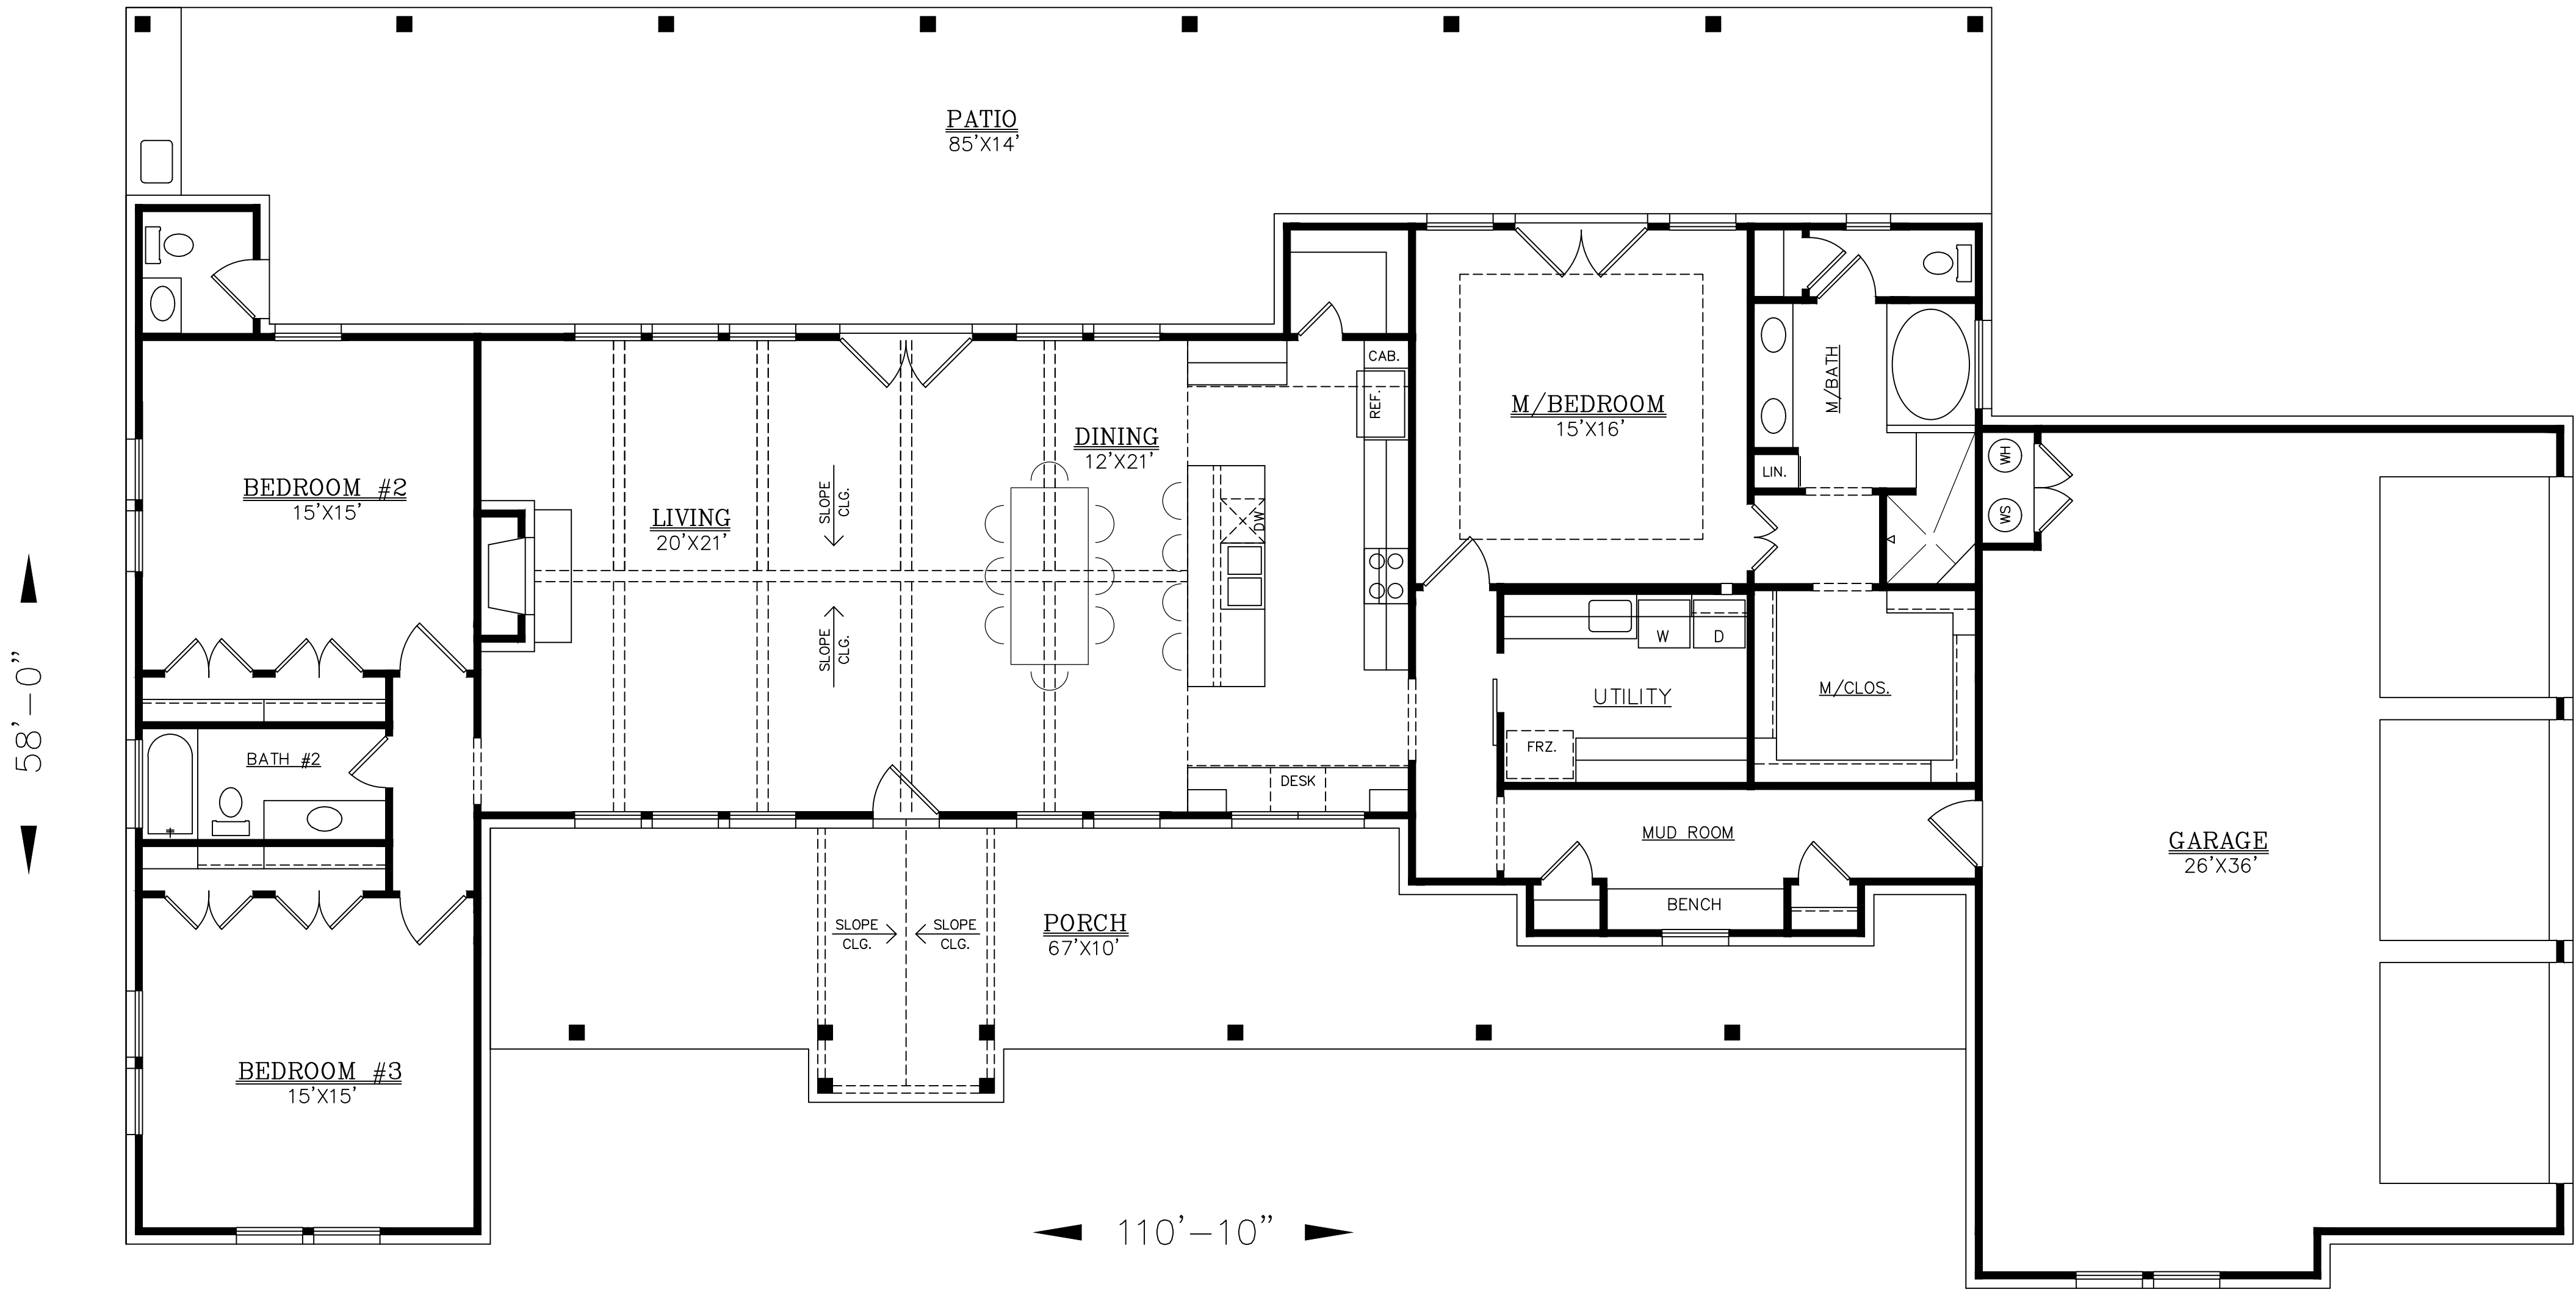 PATIO
85'X14'
CAB.
REF.
M/BEDROOM
15'X16'
M/BATH
LIN.
WH
WS
DINING
12'X21'
BEDROOM #2
15'X15'
LIVING
20'X21'
SLOPE
CLG.
DW
SLOPE
CLG.
W
D
UTILITY
M/CLOS.
FRZ.
BATH #2
DESK
MUD ROOM
GARAGE
26'X36'
BENCH
SLOPE
CLG.
SLOPE
CLG.
PORCH
67'X10'
BEDROOM #3
15'X15'
58'-0"
110'-10"